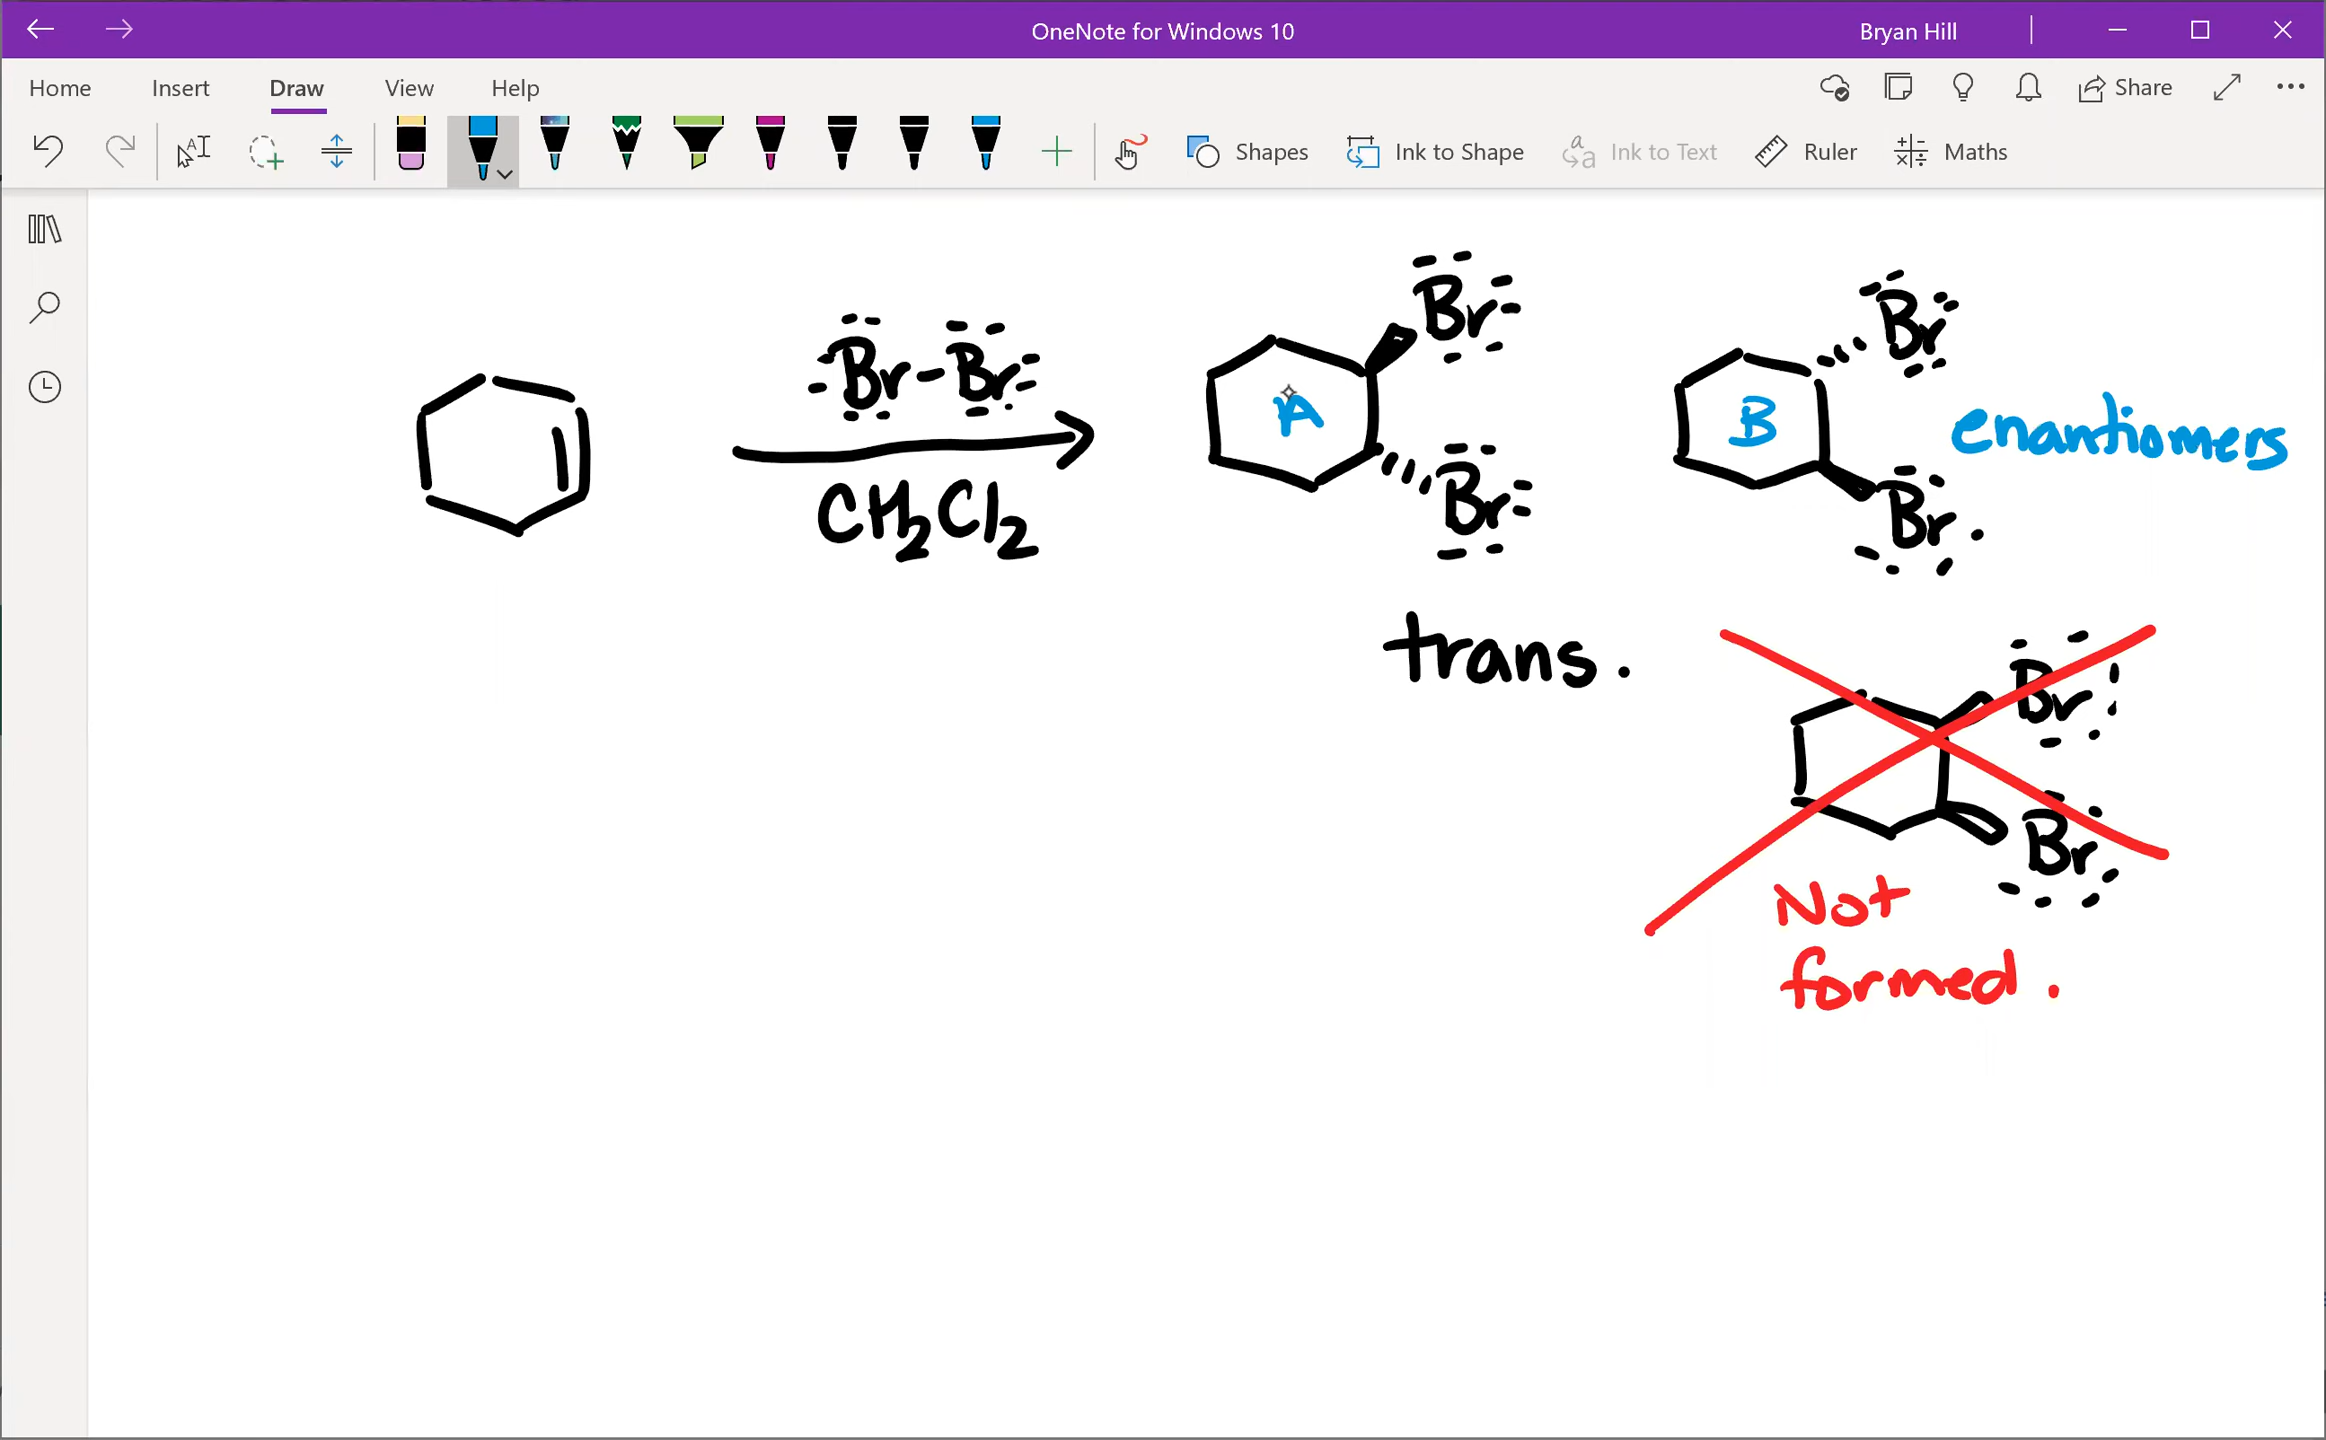 OneNote for Windows 10
Bryan Hill
Home Insert Draw View Help
Share
Shapes Ink to Shape Ink to Text Ruler Maths
Br-Br
CH2Cl2
Br
A
Br
Br
B
Br
enantiomers
trans.
Br
Br
Not
formed.